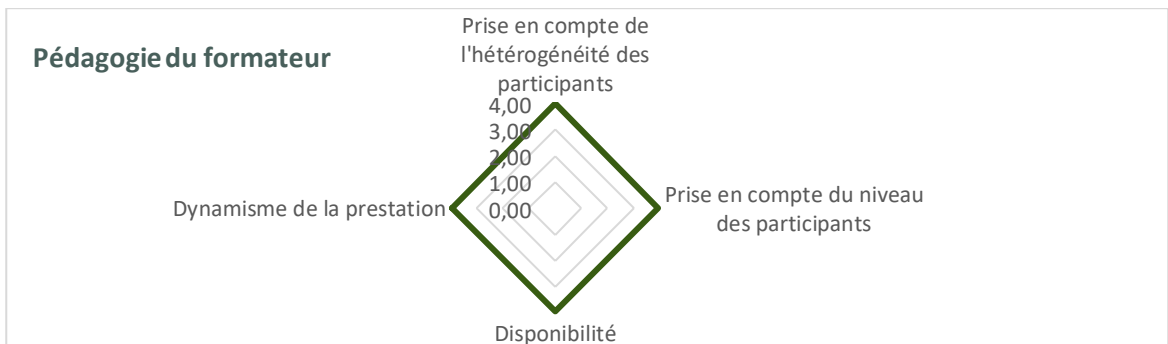 Pédagogie du formateur
Prise en compte de
l'hétérogénéité des
participants
4,00
3,00
2,00
1,00
0,00
Dynamisme de la prestation
Prise en compte du niveau
des participants
Disponibilité